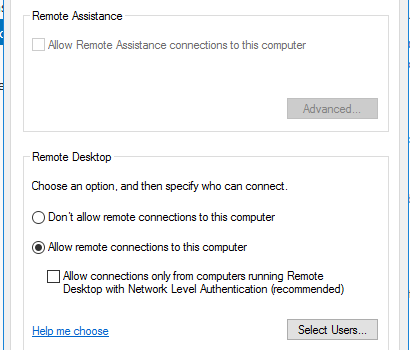 Remote Assistance
Allow Remote Assistance connections to this computer
Advanced...
Remote Desktop
Choose an option, and then specify who can connect.
Don't allow remote connections to this computer
Allow remote connections to this computer
Allow connections only from computers running Remote
Desktop with Network Level Authentication (recommended)
Help me choose
Select Users...